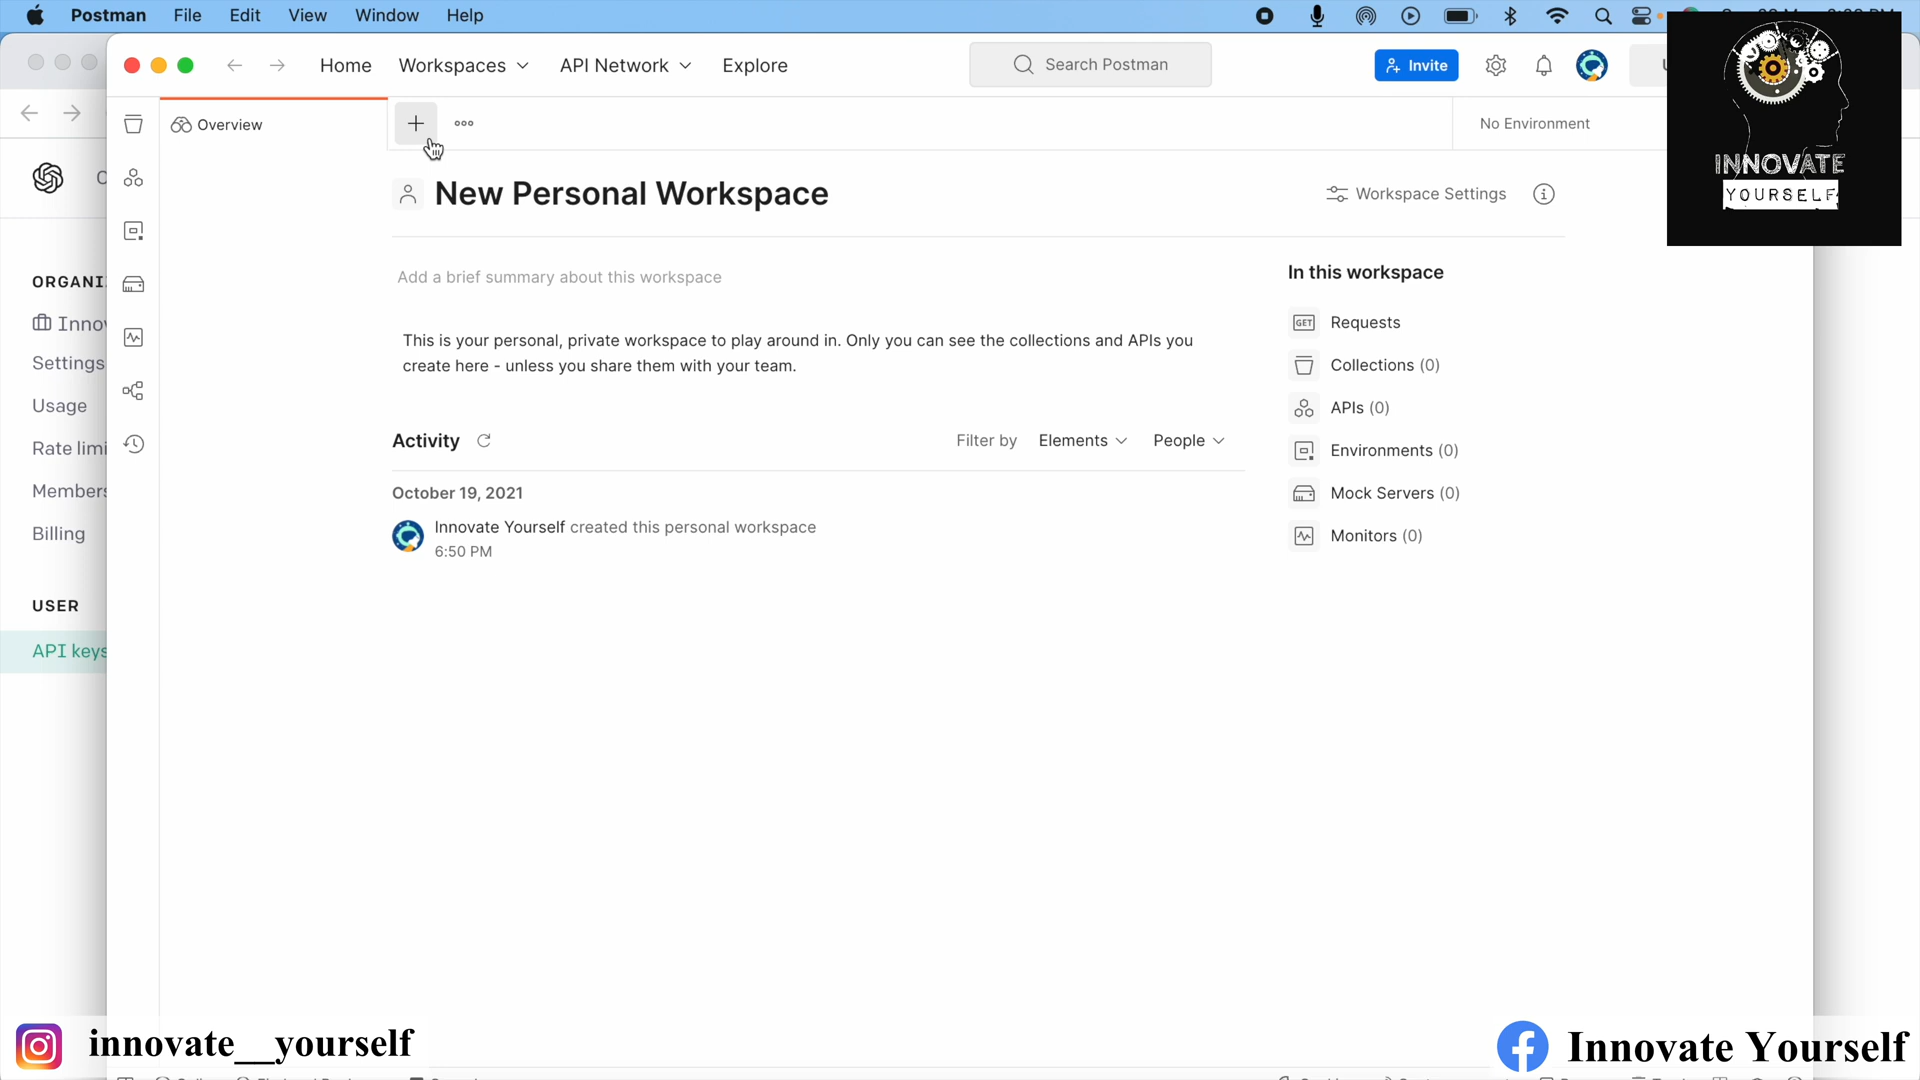 Postman File Edit View Window Help
Home Workspaces API Network Explore
Search Postman
Invite
Overview
No Environment
INNOVATE
YOURSELF
New Personal Workspace
Workspace Settings
Add a brief summary about this workspace
This is your personal, private workspace to play around in. Only you can see the collections and APIs you
create here - unless you share them with your team.
Activity
Filter by Elements People
October 19, 2021
Innovate Yourself created this personal workspace
6:50 PM
In this workspace
GET Requests
Collections (0)
APIs (0)
Environments (0)
Mock Servers (0)
Monitors (0)
ORGANI
Innov
Settings
Usage
Rate limi
Members
Billing
USER
API keys
innovate__yourself
Innovate Yourself